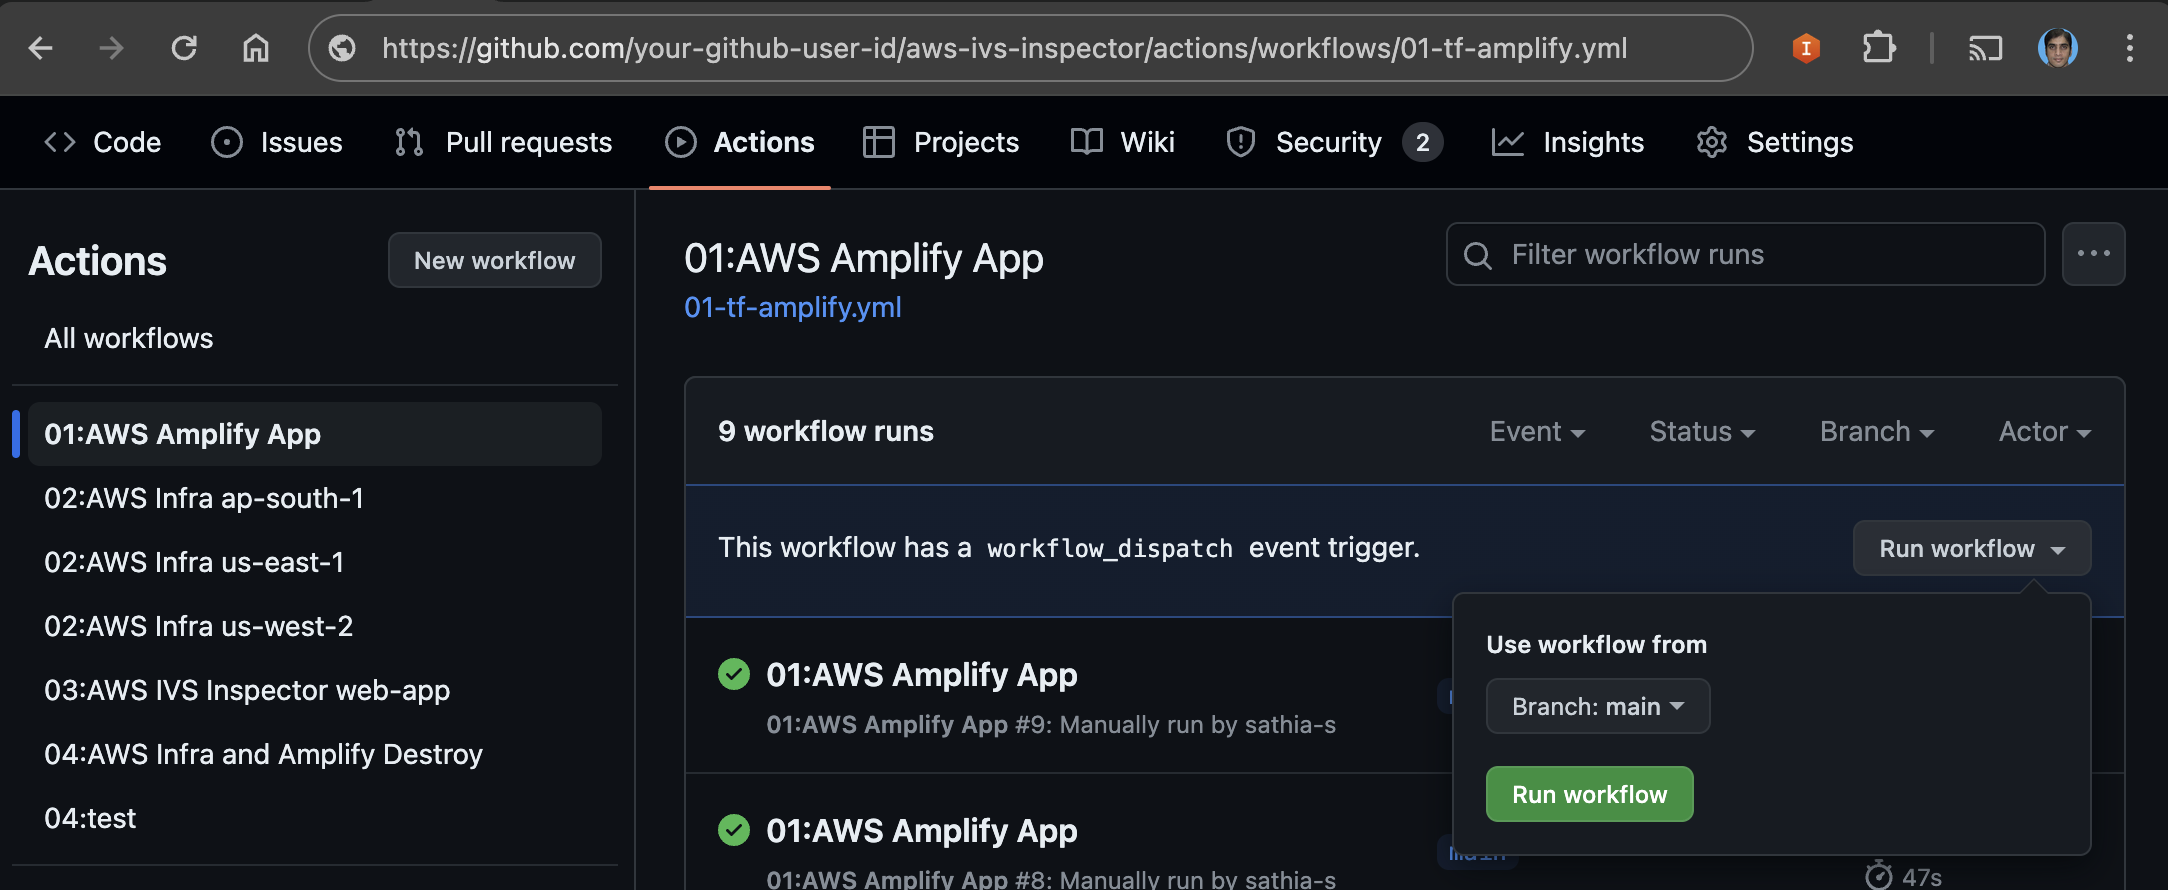 https://github.com/your-github-user-id/aws-ivs-inspector/actions/workflows/01-tf-amplify.yml
Code Issues Pull requests Actions Projects Wiki Security 2 Insights Settings
Actions
New workflow
All workflows
01:AWS Amplify App
02:AWS Infra ap-south-1
02:AWS Infra us-east-1
02:AWS Infra us-west-2
03:AWS IVS Inspector web-app
04:AWS Infra and Amplify Destroy
04:test
01:AWS Amplify App
01-tf-amplify.yml
Filter workflow runs
9 workflow runs
Event Status Branch Actor
This workflow has a workflow_dispatch event trigger.
Run workflow
Use workflow from
Branch: main
Run workflow
01:AWS Amplify App
01:AWS Amplify App #9: Manually run by sathia-s
01:AWS Amplify App
01:AWS Amplify App #8: Manually run by sathia-s
main
47s